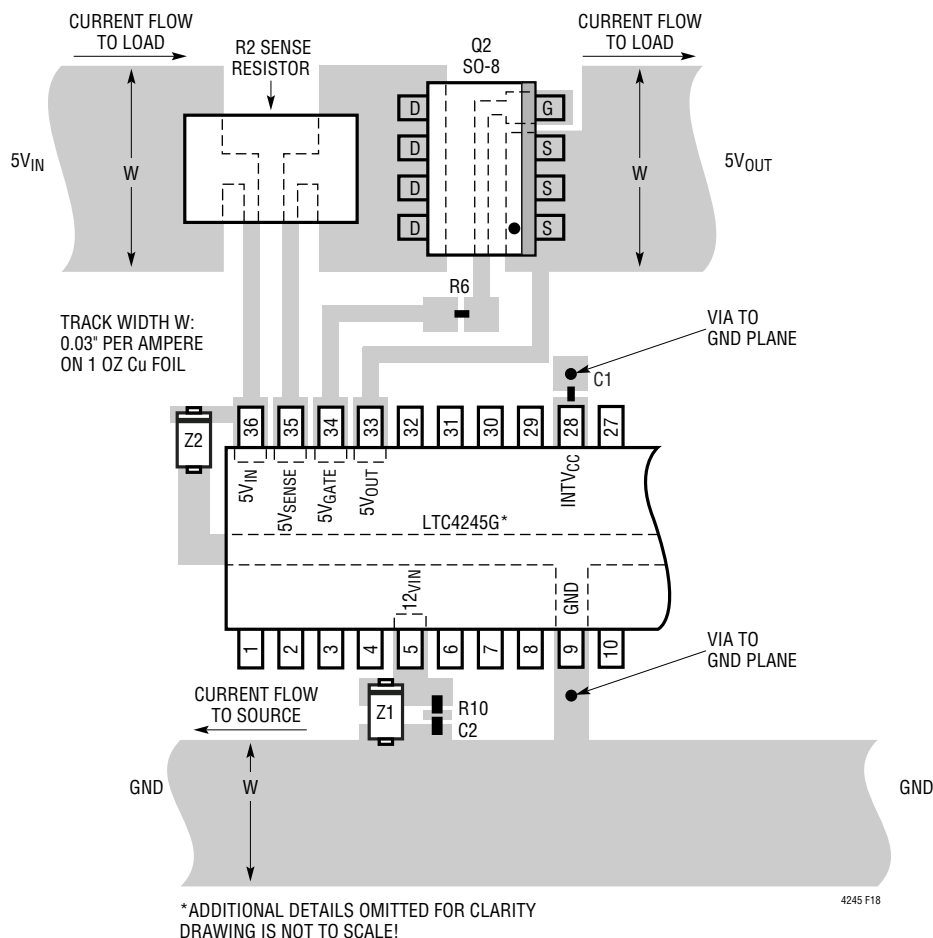 CURRENT FLOW
TO LOAD
R2 SENSE
RESISTOR
Q2
SO-8
CURRENT FLOW
TO LOAD
5VIN
W
D
D
D
D
G
S
S
S
W
5VOUT
R6
TRACK WIDTH W:
0.03" PER AMPERE
ON 1 OZ Cu FOIL
VIA TO
GND PLANE
C1
Z2
36
35
34
33
32
31
30
29
28
27
5VIN
5VSENSE
5VGATE
5VOUT
INTVCC
LTC4245G*
12VIN
GND
1
2
3
4
5
6
7
8
9
10
VIA TO
GND PLANE
CURRENT FLOW
TO SOURCE
Z1
R10
C2
GND
W
GND
*ADDITIONAL DETAILS OMITTED FOR CLARITY
DRAWING IS NOT TO SCALE!
4245 F18